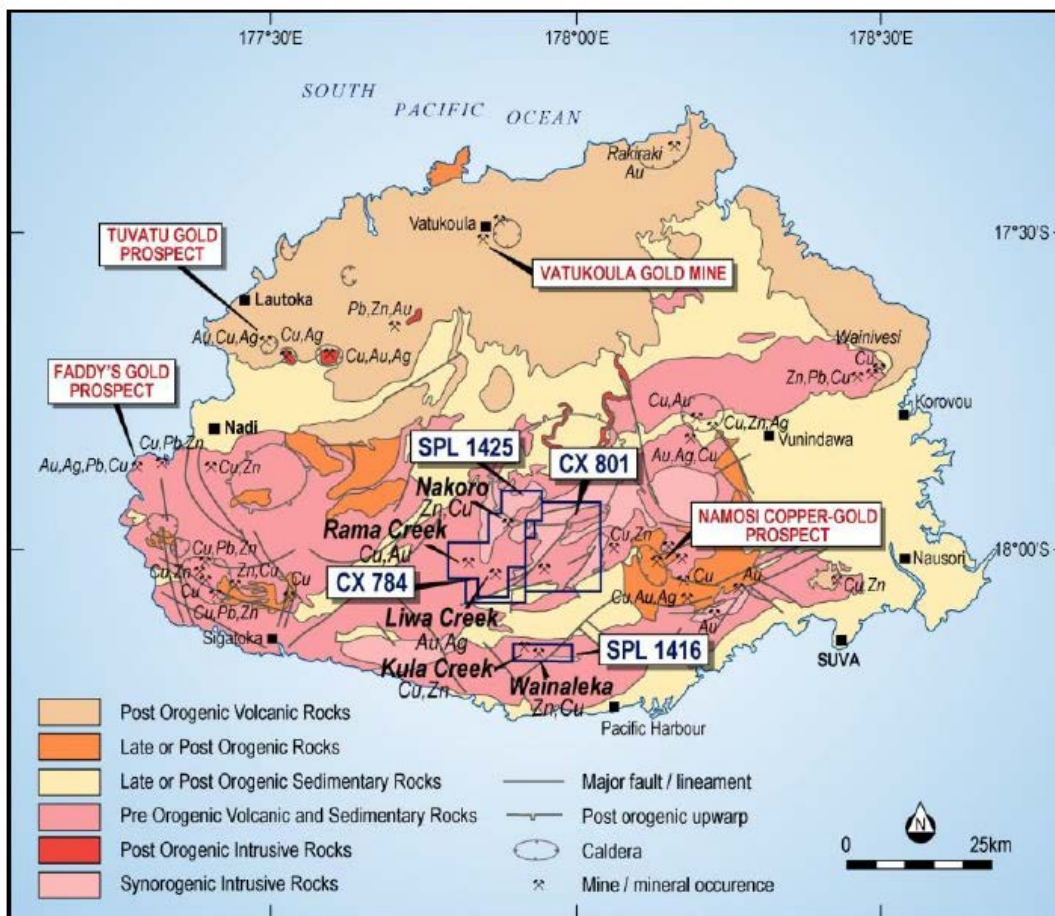 177°30'E
178°00'E
178°30'E
SOUTH
PACIFIC
OCEAN
Rakiraki
Au
Vatukoula
17°30'S
TUVATU GOLD
PROSPECT
VATUKOULA GOLD MINE
Lautoka
Pb,Zn,Au
Au,Cu,Ag
Cu,Ag
Cu,Au,Ag
Wainivesi
Cu
Zn,Pb,Cu
FADDY'S GOLD
PROSPECT
Korovou
Cu,Au
Cu,Zn,Ag
Nadi
Vunindawa
SPL 1425
CX 801
Cu,Pb,Zn
Au,Ag,Pb,Cu
Cu,Zn
Au,Ag,Cu
Nakoro
Zn,Cu
NAMOSI COPPER-GOLD
PROSPECT
Rama Creek
Cu,Au
Cu,Zn
18°00'S
Nausori
Cu,Pb,Zn
Cu,Zn
Zn,Cu
Cu
Cu
CX 784
Cu
Au
Cu,Zn
Cu,Au,Ag
Cu,Pb,Zn
Liwa Creek
Au,Ag
Au
Sigatoka
SUVA
SPL 1416
Kula Creek
Cu,Zn
Wainaleka
Zn,Cu
Pacific Harbour
Post Orogenic Volcanic Rocks
Late or Post Orogenic Rocks
Late or Post Orogenic Sedimentary Rocks
Pre Orogenic Volcanic and Sedimentary Rocks
Post Orogenic Intrusive Rocks
Synorogenic Intrusive Rocks
Major fault / lineament
Post orogenic upwarp
Caldera
Mine / mineral occurence
N
0
25km